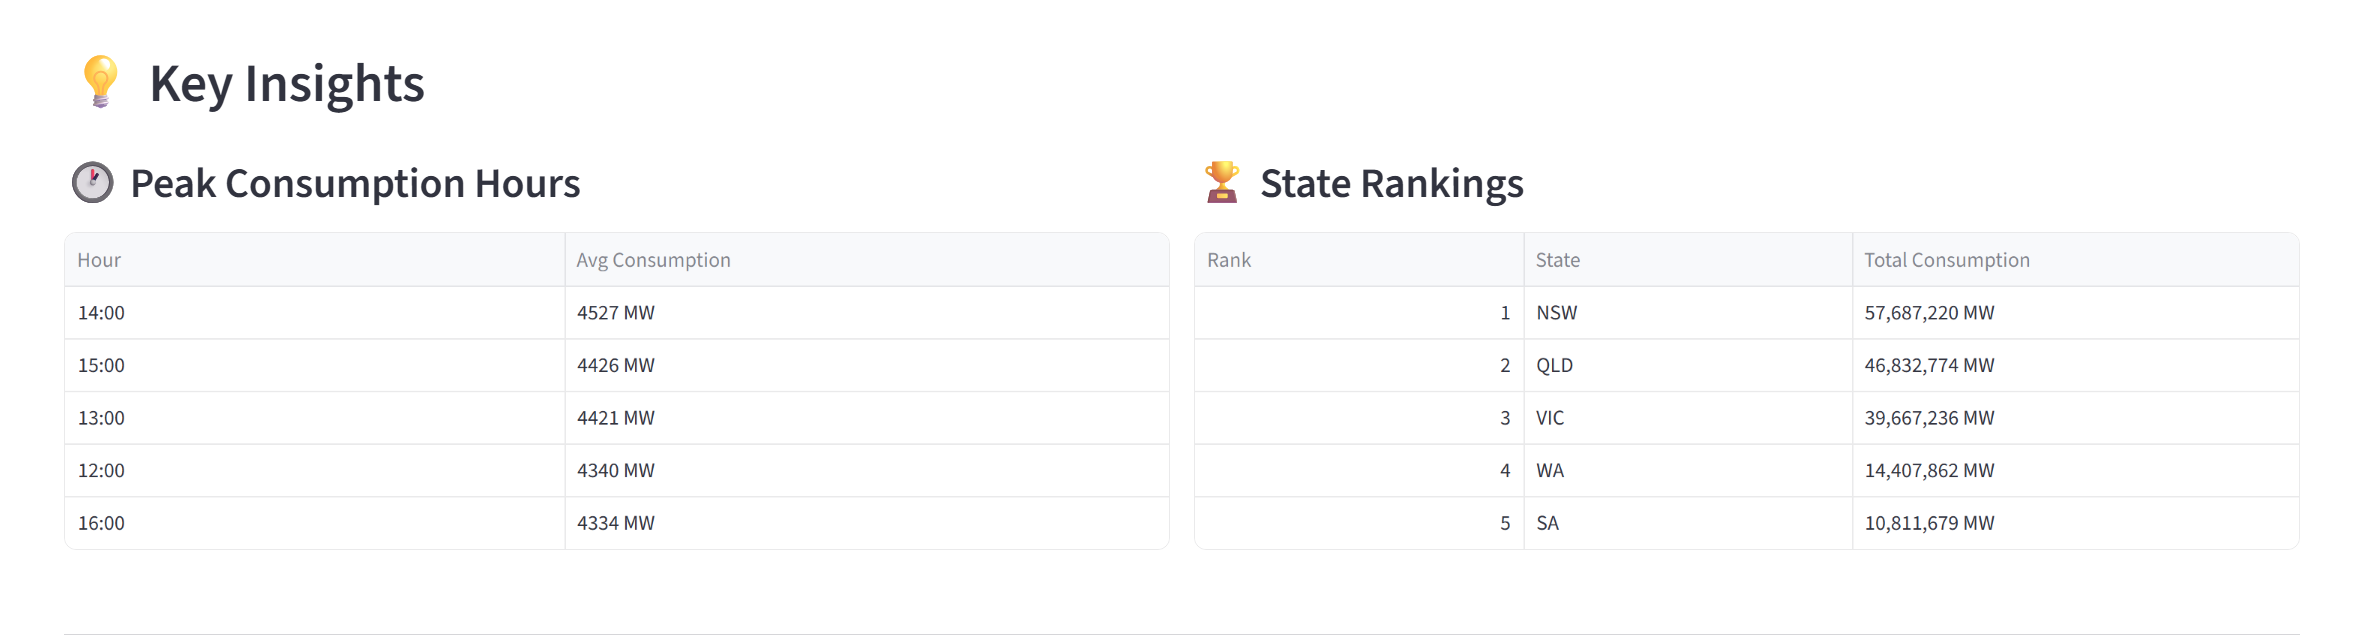 Key Insights
Peak Consumption Hours
Hour Avg Consumption
14:00 4527 MW
15:00 4426 MW
13:00 4421 MW
12:00 4340 MW
16:00 4334 MW
State Rankings
Rank State Total Consumption
1 NSW 57,687,220 MW
2 QLD 46,832,774 MW
3 VIC 39,667,236 MW
4 WA 14,407,862 MW
5 SA 10,811,679 MW